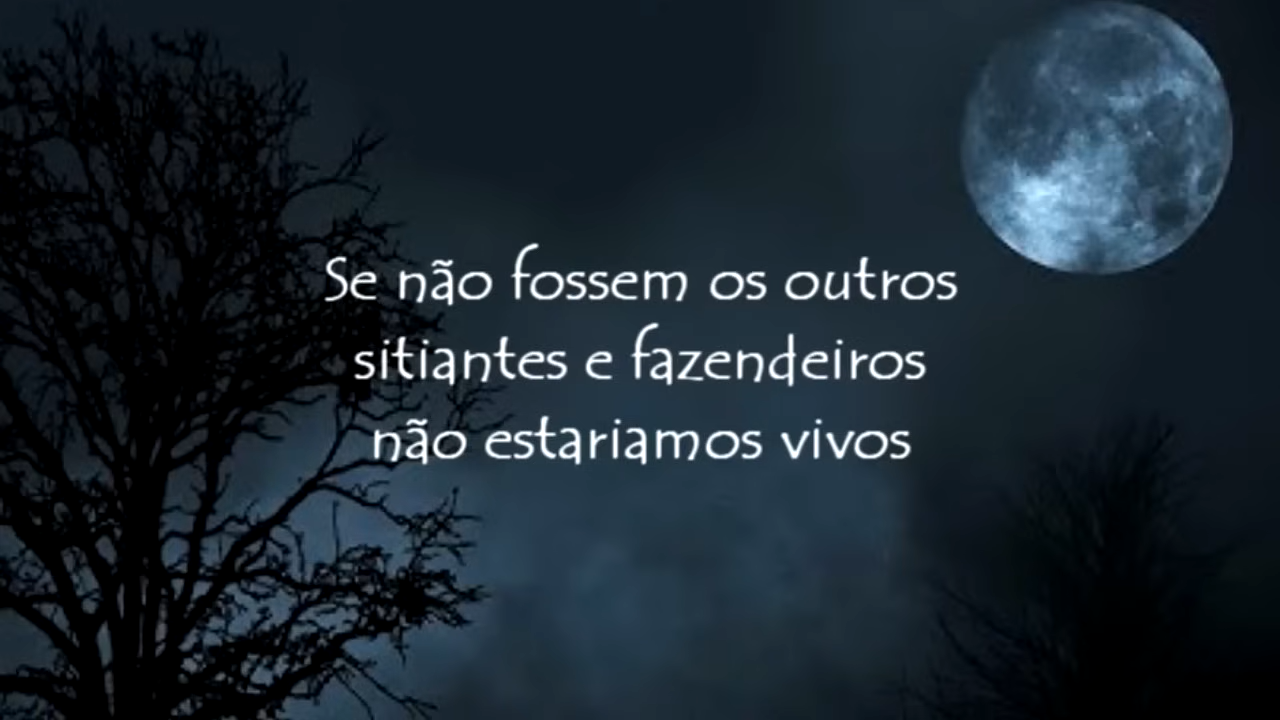 Se não fossem os outros
sitiantes e fazendeiros
não estariamos vivos